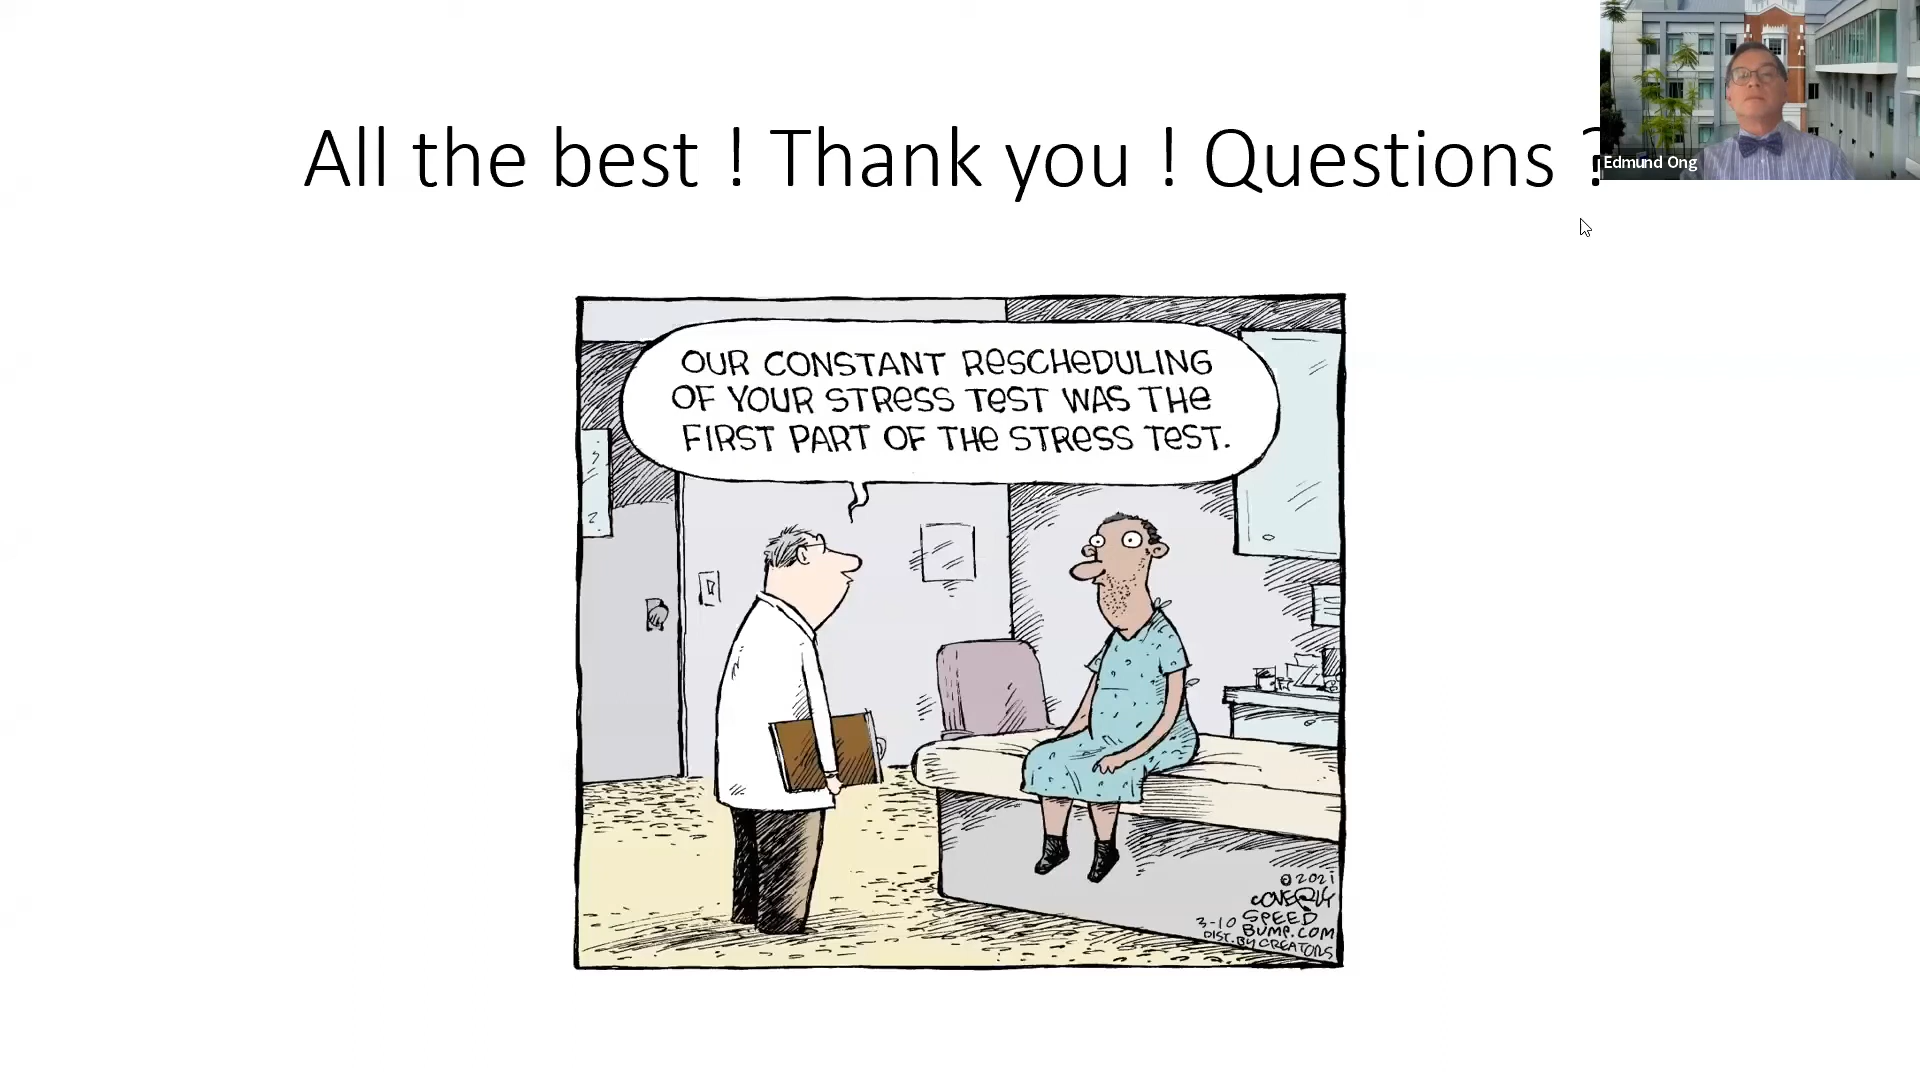 All the best ! Thank you ! Questions ?
Edmund Ong
OUR CONSTANT RESCHEDULING
OF YOUR STRESS TEST WAS THE
FIRST PART OF THE STRESS TEST.
©2021
COVERLY
3-10 SPEED
BUMP.COM
DIST. BY CREATORS